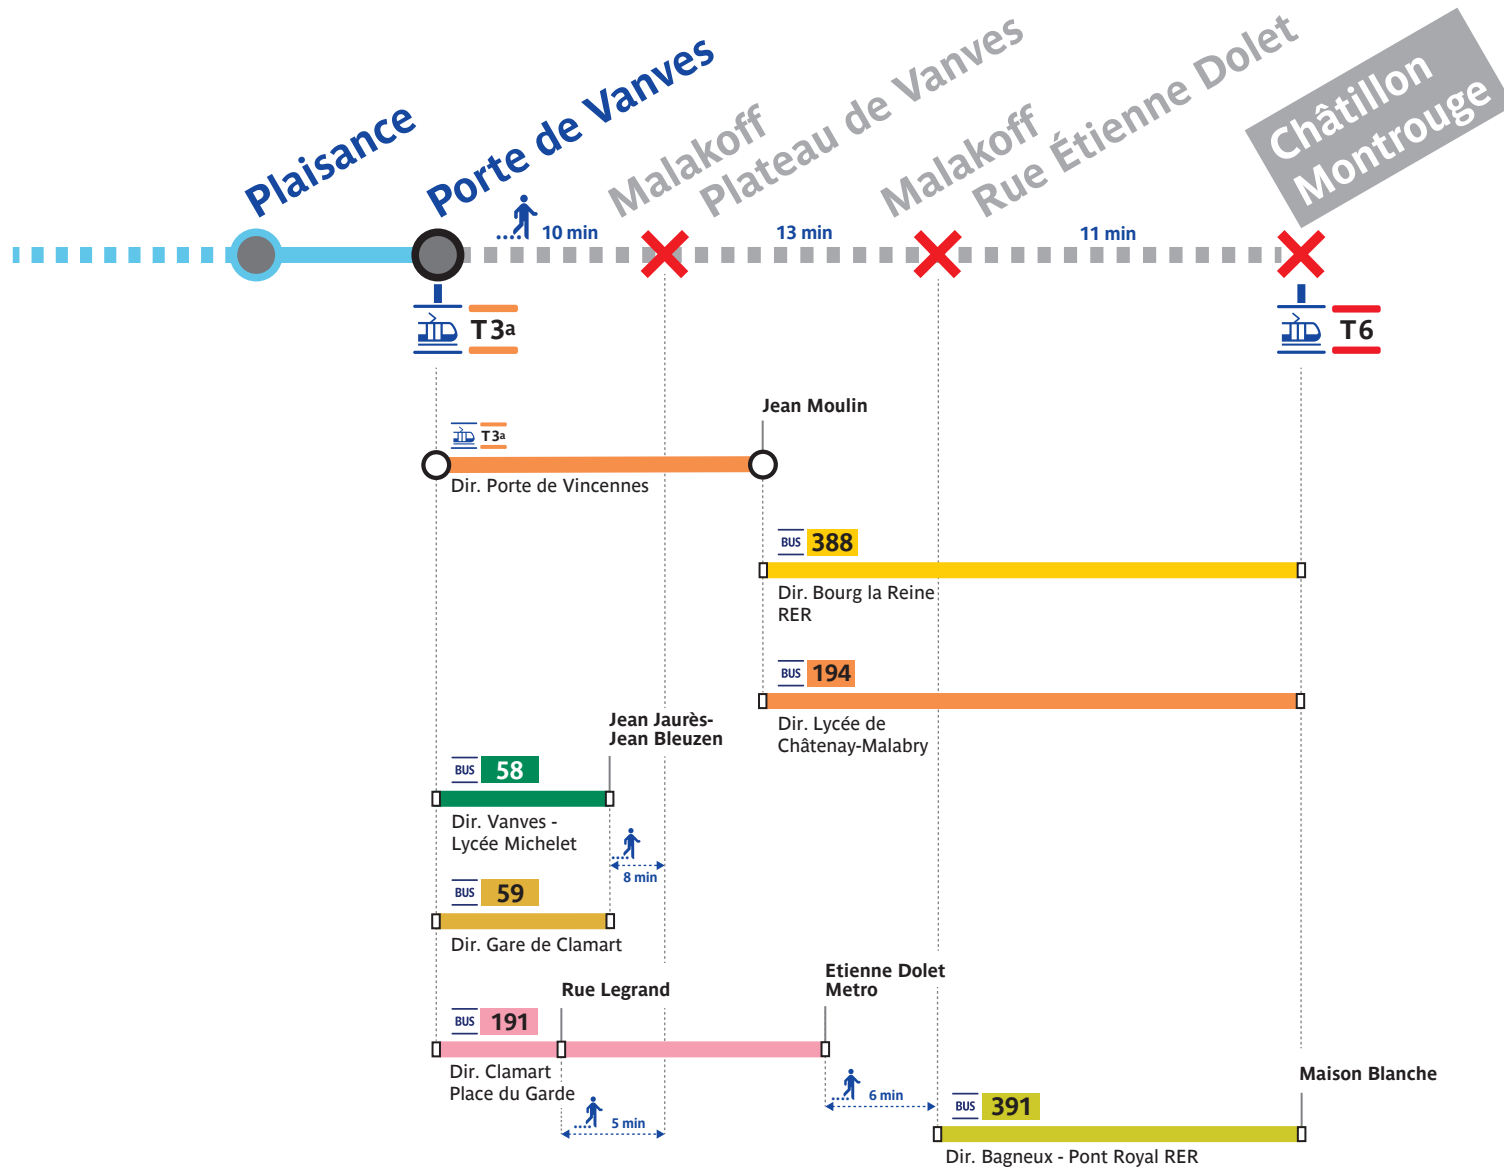 Plaisance
Porte de Vanves
Malakoff
Plateau de Vanves
Malakoff
Rue Étienne Dolet
Châtillon
Montrouge
10 min
13 min
11 min
T3a
T6
Jean Moulin
T3a
Dir. Porte de Vincennes
BUS 388
Dir. Bourg la Reine
RER
BUS 194
Dir. Lycée de
Châtenay-Malabry
Jean Jaurès-
Jean Bleuzen
BUS 58
Dir. Vanves -
Lycée Michelet
8 min
BUS 59
Dir. Gare de Clamart
Etienne Dolet
Metro
Rue Legrand
BUS 191
Dir. Clamart
Place du Garde
5 min
6 min
Maison Blanche
BUS 391
Dir. Bagneux - Pont Royal RER